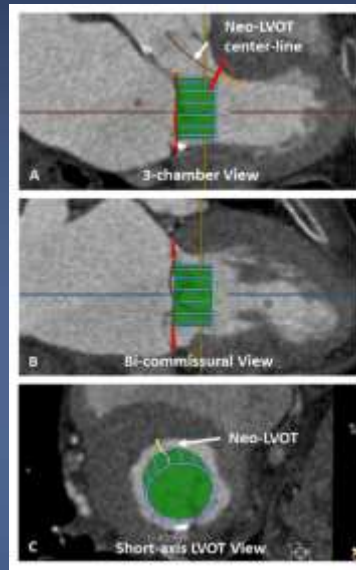 Neo-LVOT
center-line
A
3-chamber View
B
Bi-commissural View
Neo-LVOT
C
Short-axis LVOT View